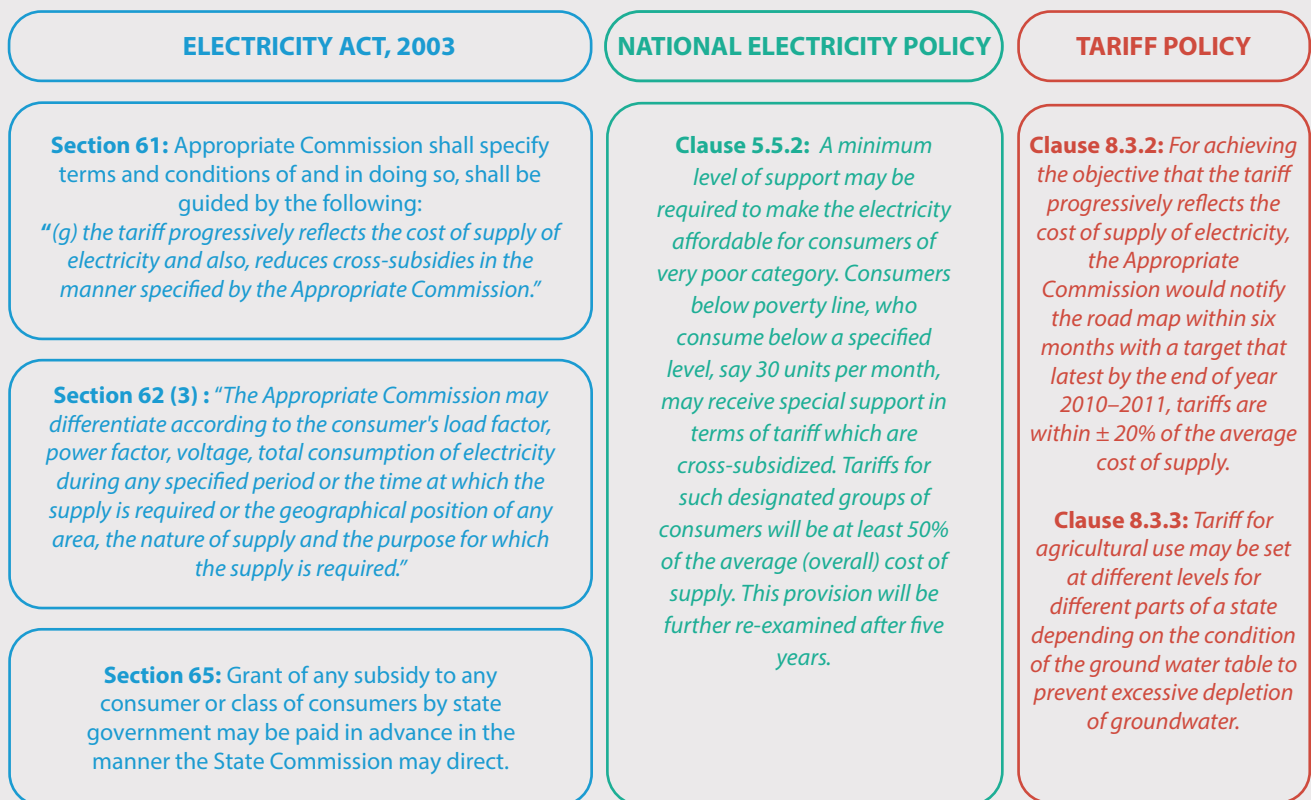 ELECTRICITY ACT, 2003
Section 61: Appropriate Commission shall specify
terms and conditions of and in doing so, shall be
guided by the following:
“(g) the tariff progressively reflects the cost of supply of
electricity and also, reduces cross-subsidies in the
manner specified by the Appropriate Commission.”
Section 62 (3) : “The Appropriate Commission may
differentiate according to the consumer's load factor,
power factor, voltage, total consumption of electricity
during any specified period or the time at which the
supply is required or the geographical position of any
area, the nature of supply and the purpose for which
the supply is required.”
Section 65: Grant of any subsidy to any
consumer or class of consumers by state
government may be paid in advance in the
manner the State Commission may direct.
NATIONAL ELECTRICITY POLICY
Clause 5.5.2: A minimum
level of support may be
required to make the electricity
affordable for consumers of
very poor category. Consumers
below poverty line, who
consume below a specified
level, say 30 units per month,
may receive special support in
terms of tariff which are
cross-subsidized. Tariffs for
such designated groups of
consumers will be at least 50%
of the average (overall) cost of
supply. This provision will be
further re-examined after five
years.
TARIFF POLICY
Clause 8.3.2: For achieving
the objective that the tariff
progressively reflects the
cost of supply of electricity,
the Appropriate
Commission would notify
the road map within six
months with a target that
latest by the end of year
2010–2011, tariffs are
within ± 20% of the average
cost of supply.
Clause 8.3.3: Tariff for
agricultural use may be set
at different levels for
different parts of a state
depending on the condition
of the ground water table to
prevent excessive depletion
of groundwater.